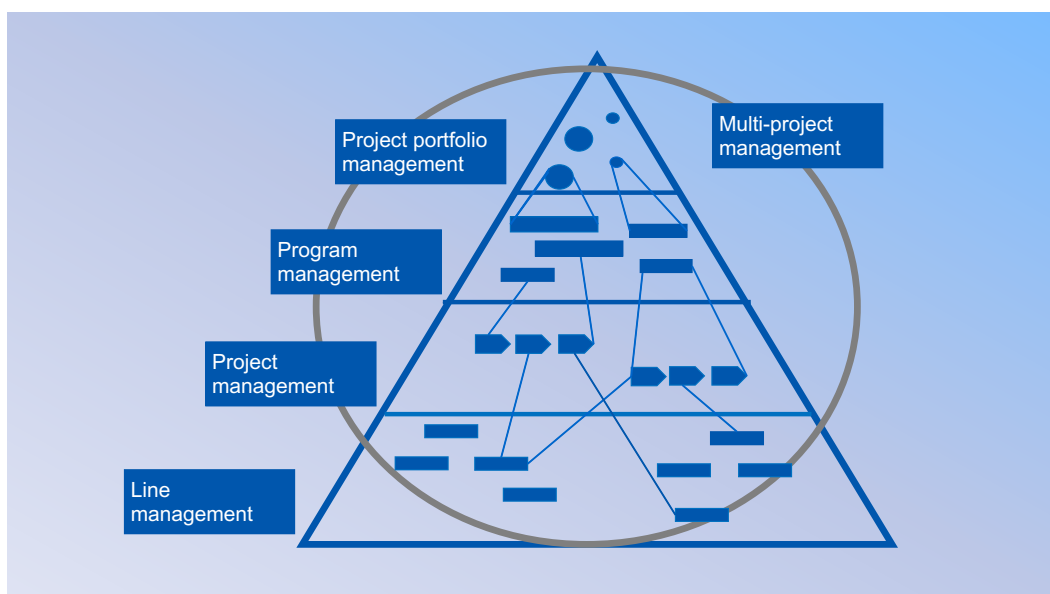 Project portfolio
management
Multi-project
management
Program
management
Project
management
Line
management